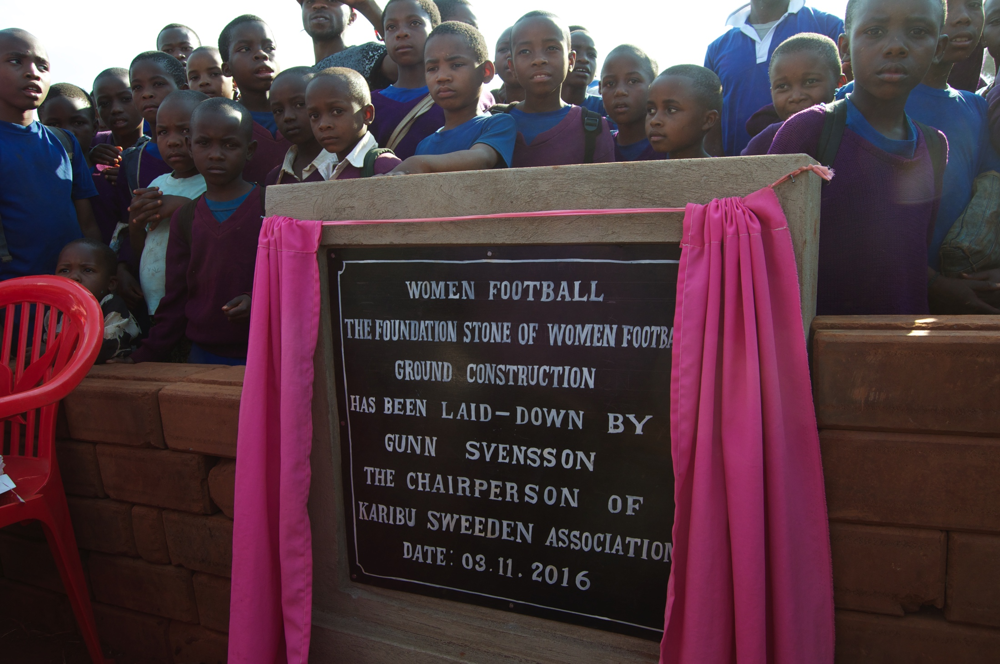 WOMEN FOOTBALL
THE FOUNDATION STONE OF WOMEN FOOTBA
GROUND CONSTRUCTION
HAS BEEN LAID-DOWN BY
GUNN SVENSSON
THE CHAIRPERSON OF
KARIBU SWEEDEN ASSOCIATION
DATE: 03.11.2016